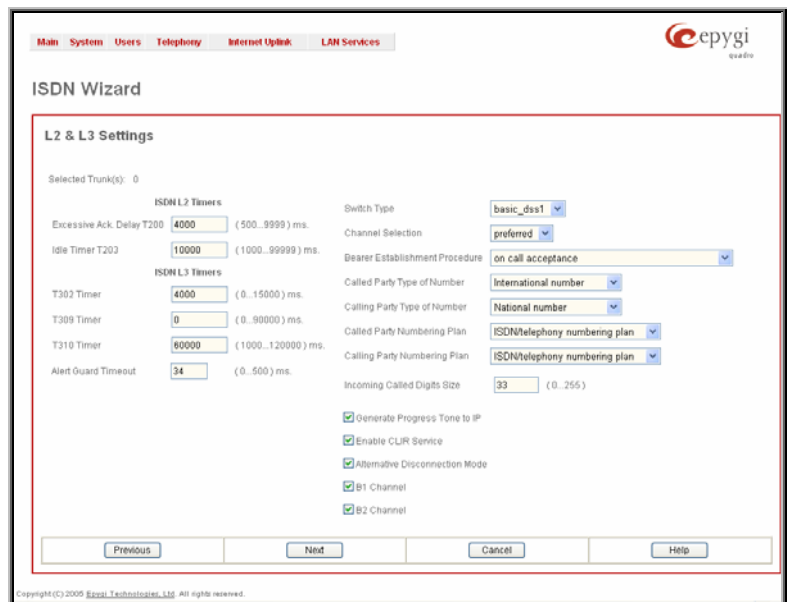 Main System Users Telephony Internet Uplink LAN Services
epygi
quadro
ISDN Wizard
L2 & L3 Settings
Selected Trunk(s): 0
ISDN L2 Timers
Excessive Ack. Delay T200 4000 (500...9999) ms.
Idle Timer T203 10000 (1000...99999) ms.
ISDN L3 Timers
T302 Timer 4000 (0...15000) ms.
T309 Timer 0 (0...90000) ms.
T310 Timer 60000 (1000...120000) ms.
Alert Guard Timeout 34 (0...500) ms.
Switch Type basic_dss1
Channel Selection preferred
Bearer Establishment Procedure on call acceptance
Called Party Type of Number International number
Calling Party Type of Number National number
Called Party Numbering Plan ISDN/telephony numbering plan
Calling Party Numbering Plan ISDN/telephony numbering plan
Incoming Called Digits Size 33 (0...255)
Generate Progress Tone to IP
Enable CLIR Service
Alternative Disconnection Mode
B1 Channel
B2 Channel
Previous Next Cancel Help
Copyright (C) 2005 Epygi Technologies, Ltd. All rights reserved.